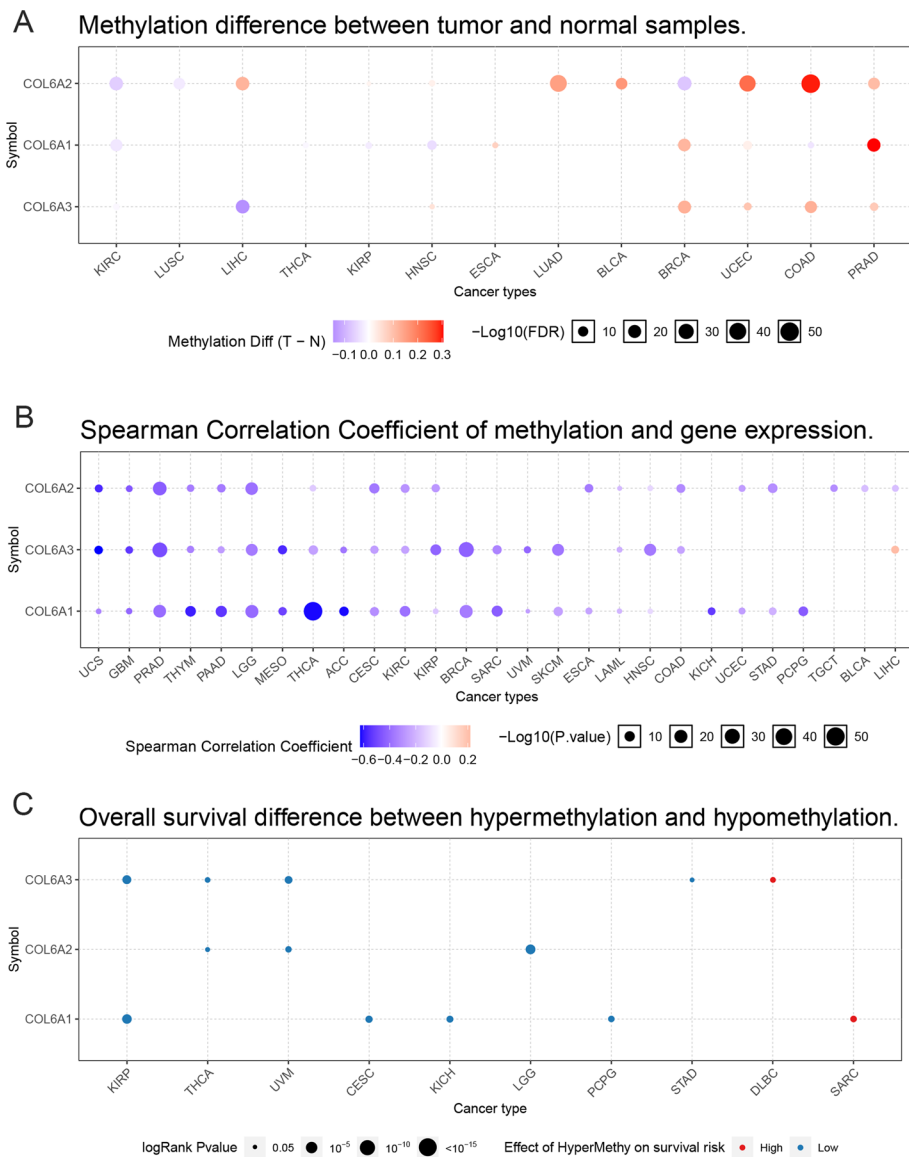 A
Methylation difference between tumor and normal samples.
Symbol
COL6A2
COL6A1
COL6A3
KIRC LUSC LIHC THCA KIRP HNSC ESCA LUAD BLCA BRCA UCEC COAD PRAD
Cancer types
Methylation Diff (T − N) −0.1 0.0 0.1 0.2 0.3 −Log10(FDR) 10 20 30 40 50
B
Spearman Correlation Coefficient of methylation and gene expression.
Symbol
COL6A2
COL6A3
COL6A1
UCS GBM PRAD THYM PAAD LGG MESO THCA ACC CESC KIRC KIRP BRCA SARC UVM SKCM ESCA LAML HNSC COAD KICH UCEC STAD PCPG TGCT BLCA LIHC
Cancer types
Spearman Correlation Coefficient −0.6 −0.4 −0.2 0.0 0.2 −Log10(P.value) 10 20 30 40 50
C
Overall survival difference between hypermethylation and hypomethylation.
Symbol
COL6A3
COL6A2
COL6A1
KIRP THCA UVM CESC KICH LGG PCPG STAD DLBC SARC
Cancer type
logRank Pvalue 0.05 10⁻⁵ 10⁻¹⁰ <10⁻¹⁵ Effect of HyperMethy on survival risk High Low